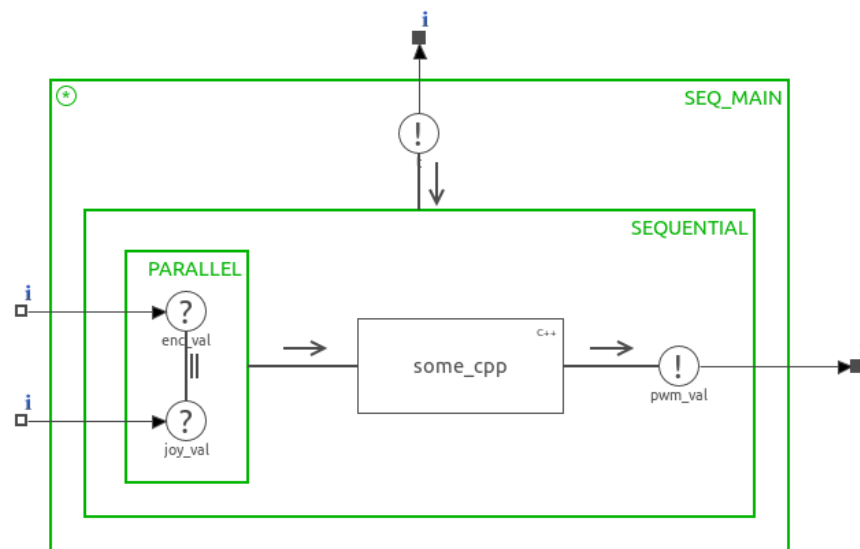 i
*
SEQ_MAIN
!
SEQUENTIAL
PARALLEL
i
?
enc_val
C++
some_cpp
!
pwm_val
i
?
joy_val